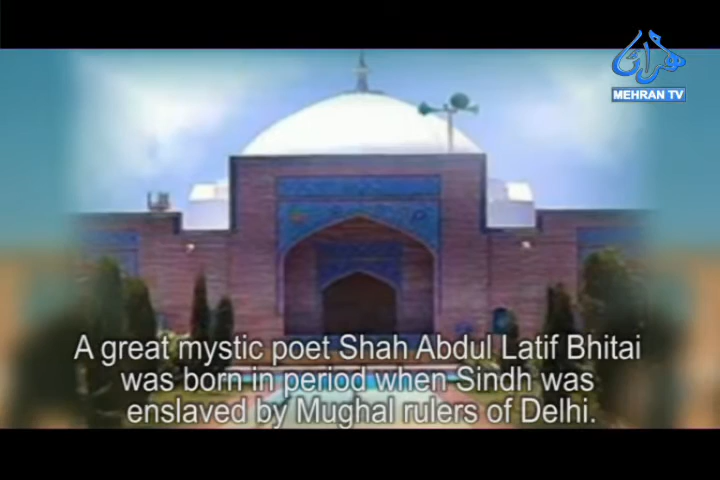 مهراڻ
MEHRAN TV
A great mystic poet Shah Abdul Latif Bhitai
was born in period when Sindh was
enslaved by Mughal rulers of Delhi.